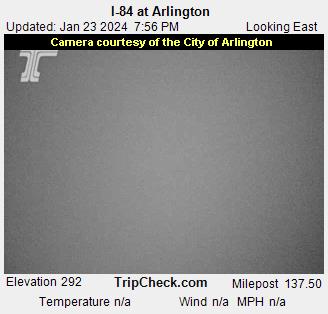 I-84 at Arlington
Updated: Jan 23 2024 7:56 PM Looking East
Camera courtesy of the City of Arlington
Elevation 292 TripCheck.com Milepost 137.50
Temperature n/a Wind n/a MPH n/a